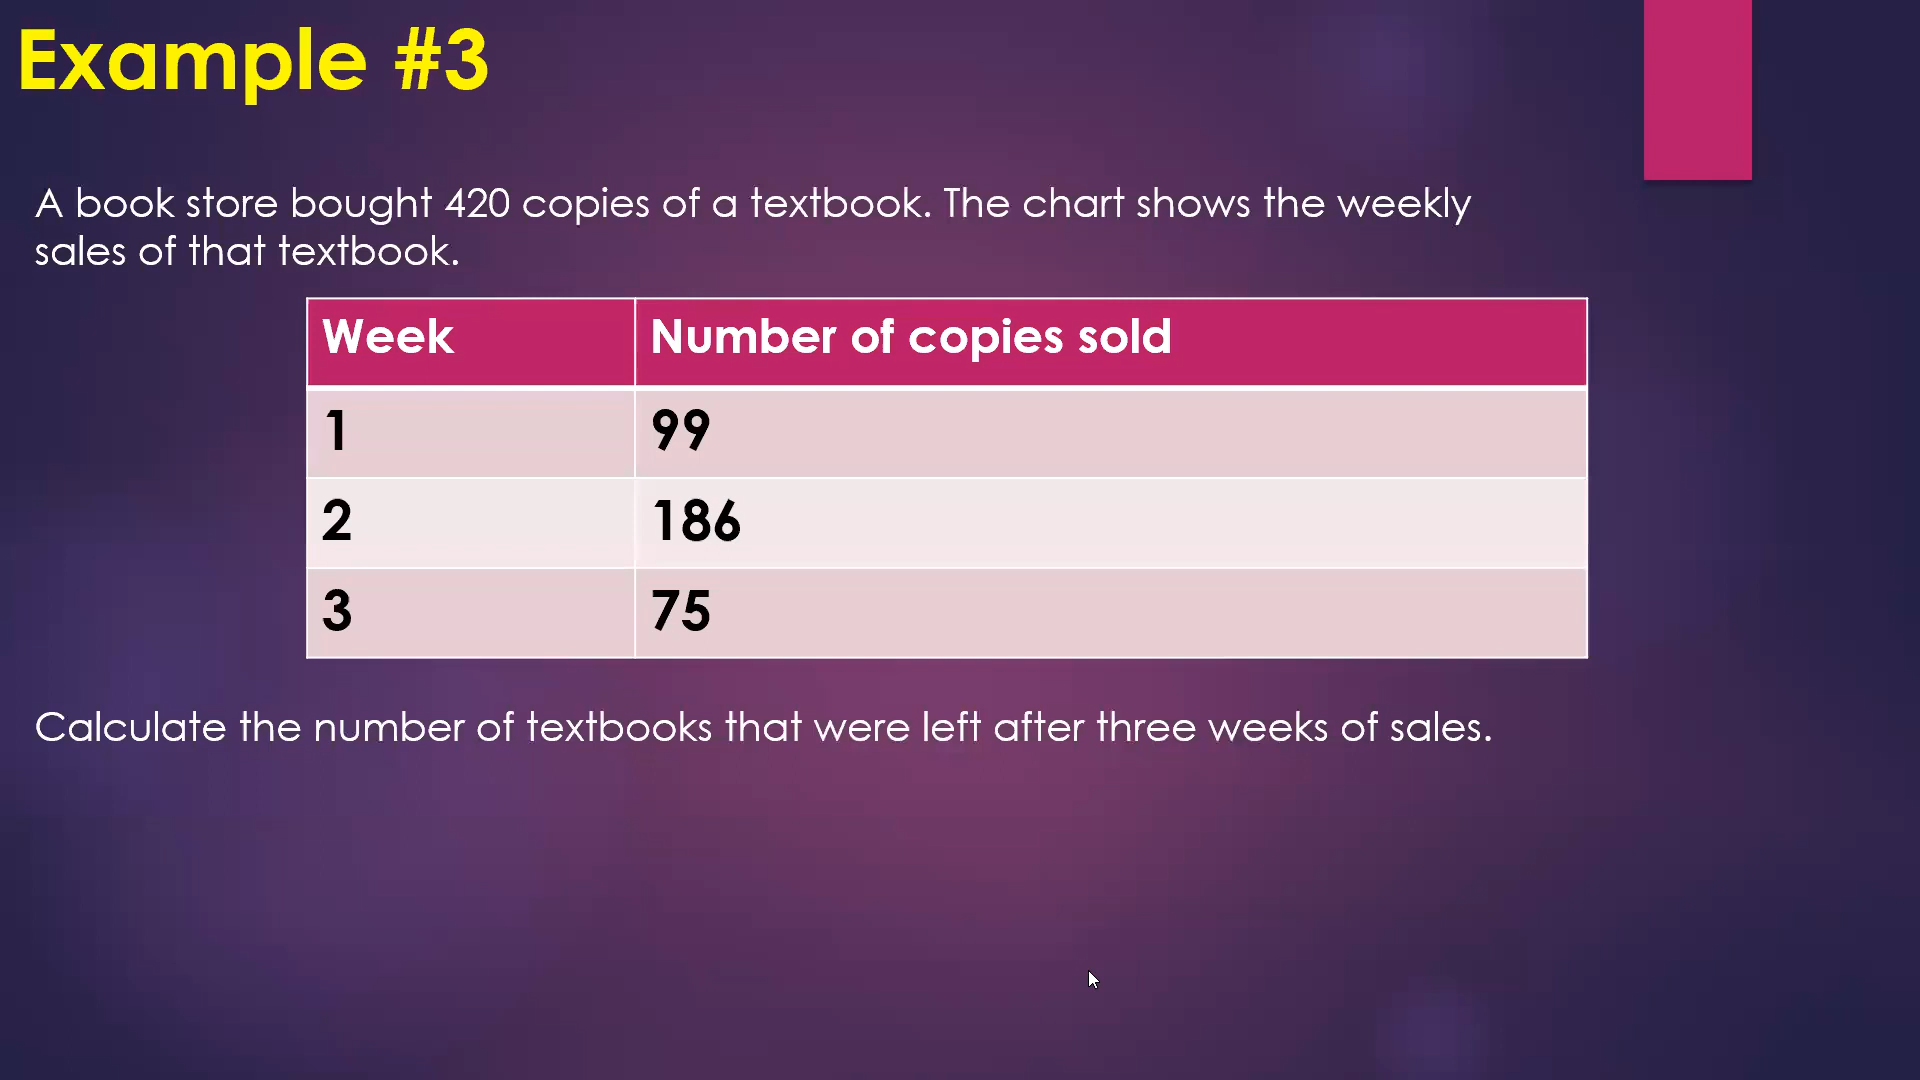 Example #3
A book store bought 420 copies of a textbook. The chart shows the weekly
sales of that textbook.
Week Number of copies sold
1 99
2 186
3 75
Calculate the number of textbooks that were left after three weeks of sales.